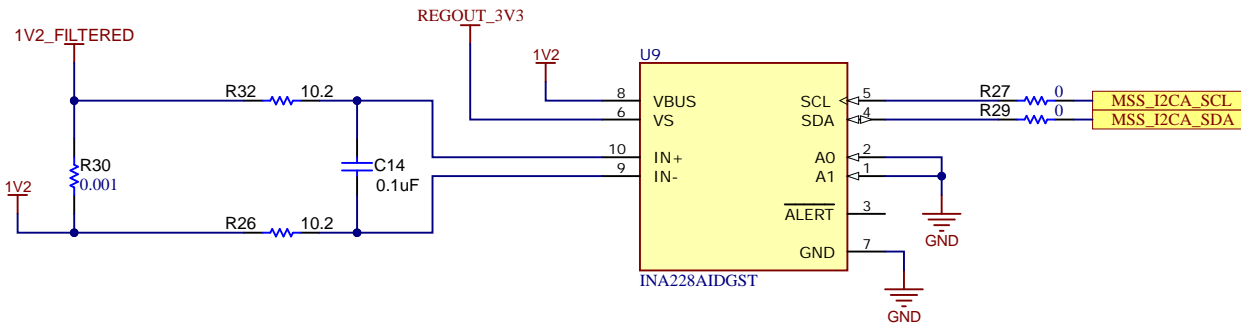 REGOUT_3V3
1V2_FILTERED
1V2
U9
R32 10.2
8 VBUS
SCL 5
R27 0
MSS_I2CA_SCL
6 VS
SDA 4
R29 0
MSS_I2CA_SDA
R30
0.001
C14
0.1uF
10 IN+
A0 2
9 IN-
A1 1
1V2
R26 10.2
ALERT 3
GND
GND 7
INA228AIDGST
GND